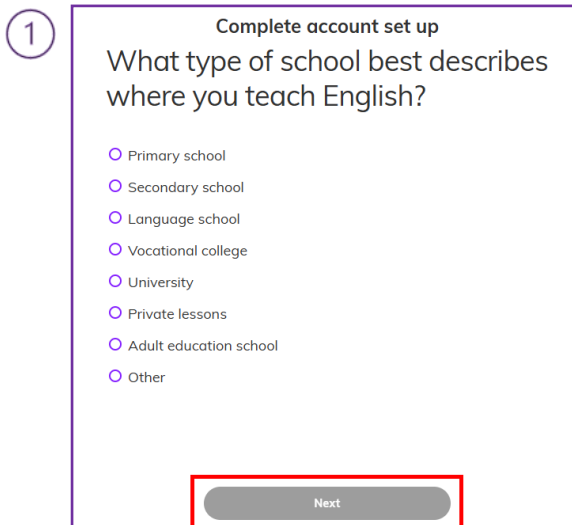 1
Complete account set up
What type of school best describes
where you teach English?
Primary school
Secondary school
Language school
Vocational college
University
Private lessons
Adult education school
Other
Next